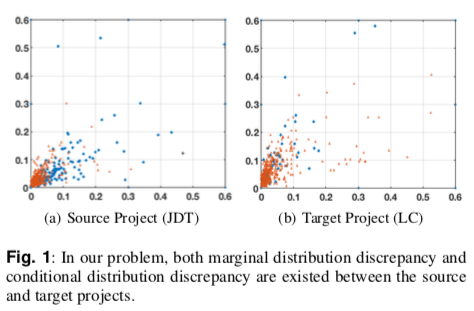 0.6
0.5
0.4
0.3
0.2
0.1
0
0 0.1 0.2 0.3 0.4 0.5 0.6
(a) Source Project (JDT)
0.6
0.5
0.4
0.3
0.2
0.1
0
0 0.1 0.2 0.3 0.4 0.5 0.6
(b) Target Project (LC)
Fig. 1: In our problem, both marginal distribution discrepancy and
conditional distribution discrepancy are existed between the source
and target projects.